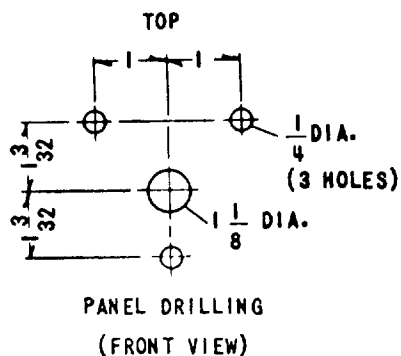 TOP
1 1
1 3/32
1/4 DIA.
(3 HOLES)
1 3/32
1 1/8 DIA.
PANEL DRILLING
(FRONT VIEW)